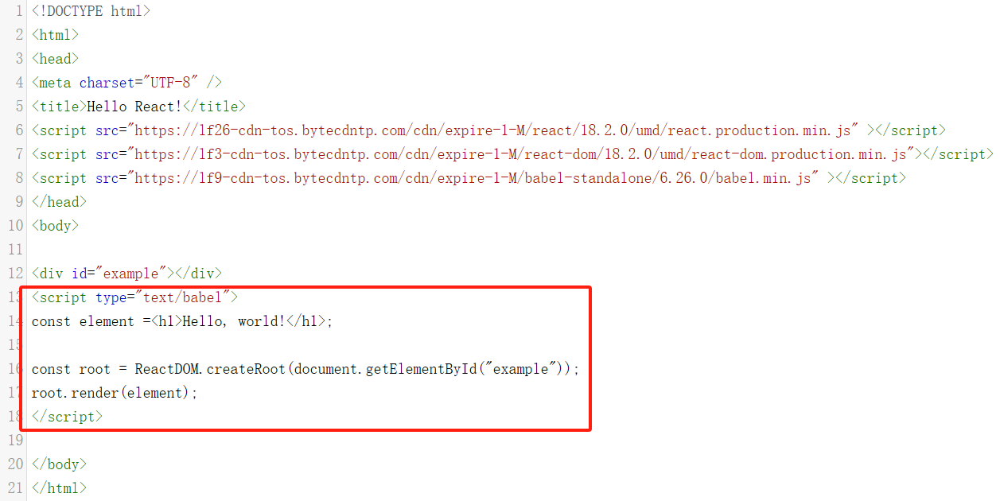 1 <!DOCTYPE html>
2 <html>
3 <head>
4 <meta charset="UTF-8" />
5 <title>Hello React!</title>
6 <script src="https://lf26-cdn-tos.bytecdntp.com/cdn/expire-1-M/react/18.2.0/umd/react.production.min.js" ></script>
7 <script src="https://lf3-cdn-tos.bytecdntp.com/cdn/expire-1-M/react-dom/18.2.0/umd/react-dom.production.min.js"></script>
8 <script src="https://lf9-cdn-tos.bytecdntp.com/cdn/expire-1-M/babel-standalone/6.26.0/babel.min.js" ></script>
9 </head>
10 <body>
11
12 <div id="example"></div>
13 <script type="text/babel">
14 const element =<h1>Hello, world!</h1>;
15
16 const root = ReactDOM.createRoot(document.getElementById("example"));
17 root.render(element);
18 </script>
19
20 </body>
21 </html>